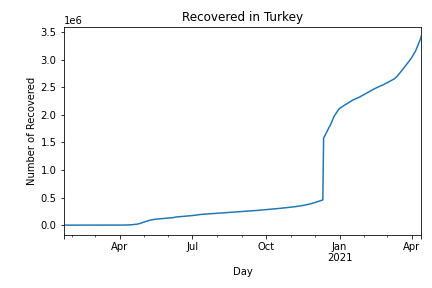 Recovered in Turkey
1e6
3.5
3.0
2.5
2.0
1.5
1.0
0.5
0.0
Number of Recovered
Apr
Jul
Oct
Jan
2021
Apr
Day